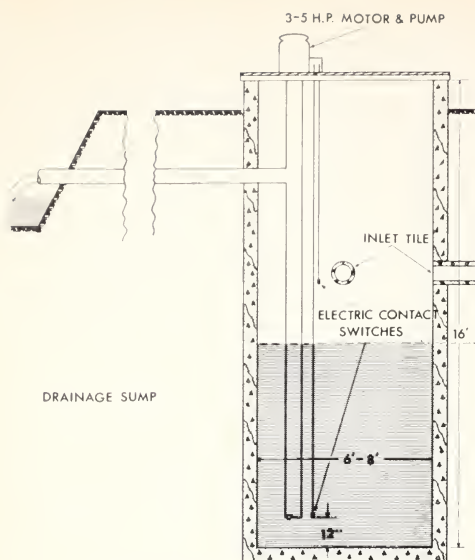 3-5 H.P. MOTOR & PUMP
INLET TILE
ELECTRIC CONTACT
SWITCHES
16'
DRAINAGE SUMP
6'-8'
12"